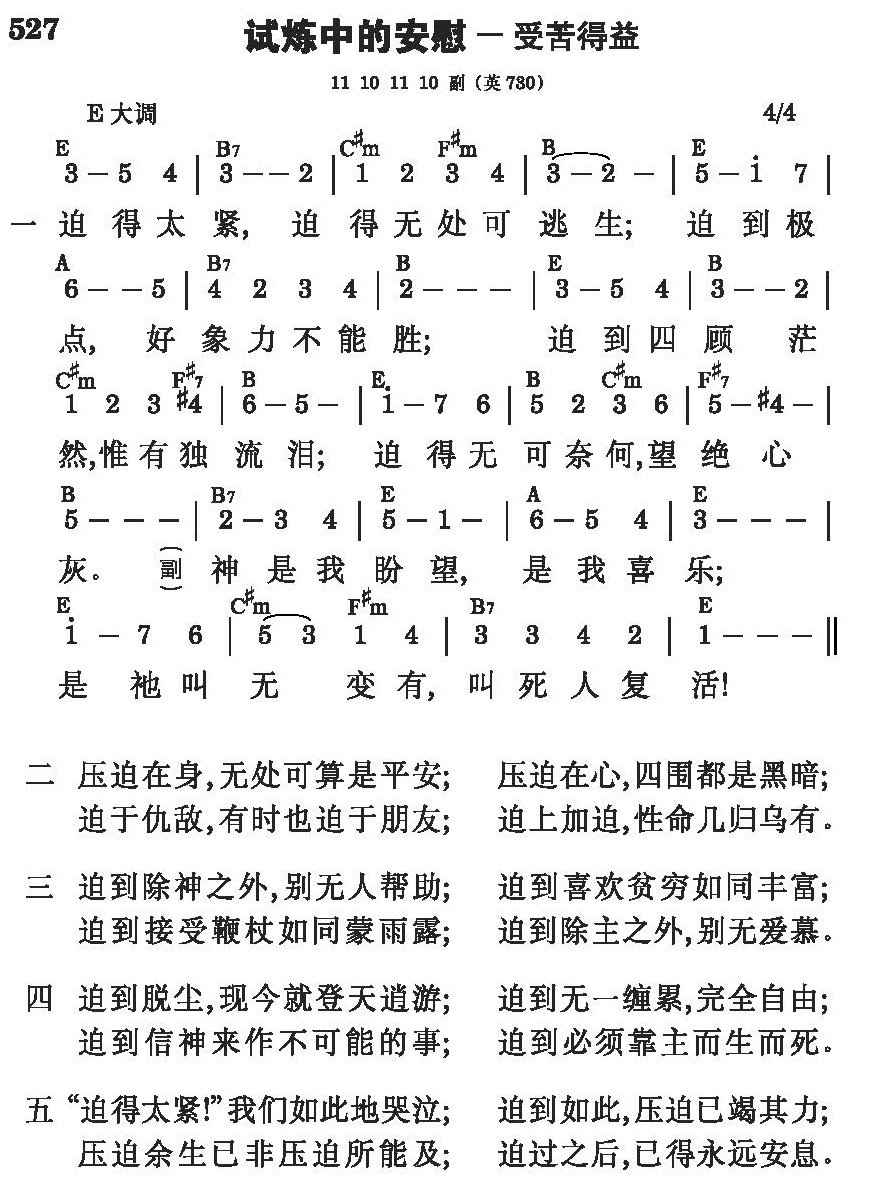 527
试炼中的安慰－受苦得益
11 10 11 10 副（英730）
E大调 4/4
E B7 C♯m F♯m B E
3 － 5 4 | 3 － － 2 | 1 2 3 4 | 3 － 2 － | 5 － i 7 |
一 迫得太紧, 迫得无处可逃生; 迫到极
A B7 B E B
6 － － 5 | 4 2 3 4 | 2 － － － | 3 － 5 4 | 3 － － 2 |
点, 好象力不能胜; 迫到四顾茫
C♯m F♯7 B E B C♯m F♯7
1 2 3 ♯4 | 6 － 5 － | i － 7 6 | 5 2 3 6 | 5 － ♯4 － |
然,惟有独流泪; 迫得无可奈何,望绝心
B B7 E A E
5 － － － | 2 － 3 4 | 5 － 1 － | 6 － 5 4 | 3 － － － |
灰。（副）神是我盼望, 是我喜乐;
E C♯m F♯m B7 E
i － 7 6 | 5 3 1 4 | 3 3 4 2 | 1 － － － ‖
是祂叫无变有, 叫死人复活!
二 压迫在身,无处可算是平安; 压迫在心,四围都是黑暗;
迫于仇敌,有时也迫于朋友; 迫上加迫,性命几归乌有。
三 迫到除神之外,别无人帮助; 迫到喜欢贫穷如同丰富;
迫到接受鞭杖如同蒙雨露; 迫到除主之外,别无爱慕。
四 迫到脱尘,现今就登天逍游; 迫到无一缠累,完全自由;
迫到信神来作不可能的事; 迫到必须靠主而生而死。
五 “迫得太紧!”我们如此地哭泣; 迫到如此,压迫已竭其力;
压迫余生已非压迫所能及; 迫过之后,已得永远安息。